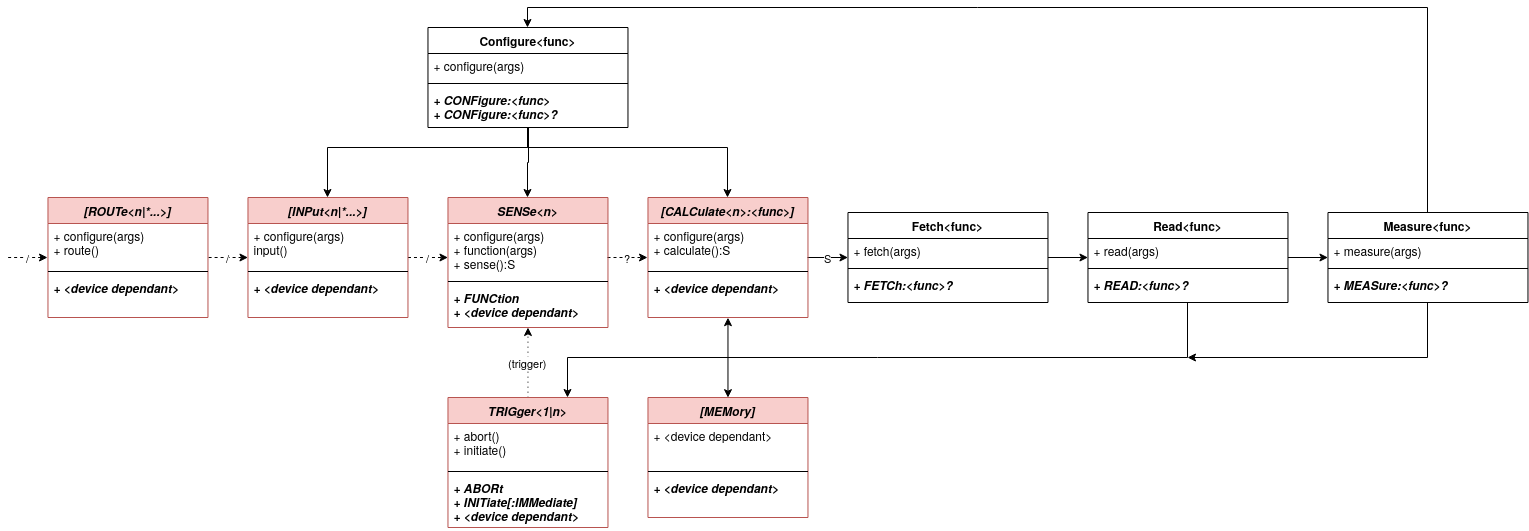 Configure<func>
+ configure(args)
+ CONFigure:<func>
+ CONFigure:<func>?
[ROUTe<n|*...>]
+ configure(args)
+ route()
+ <device dependant>
[INPut<n|*...>]
+ configure(args)
input()
+ <device dependant>
SENSe<n>
+ configure(args)
+ function(args)
+ sense():S
+ FUNCtion
+ <device dependant>
[CALCulate<n>:<func>]
+ configure(args)
+ calculate():S
+ <device dependant>
Fetch<func>
+ fetch(args)
+ FETCh:<func>?
Read<func>
+ read(args)
+ READ:<func>?
Measure<func>
+ measure(args)
+ MEASure:<func>?
/
/
/
?
S
(trigger)
TRIGger<1|n>
+ abort()
+ initiate()
+ ABORt
+ INITiate[:IMMediate]
+ <device dependant>
[MEMory]
+ <device dependant>
+ <device dependant>